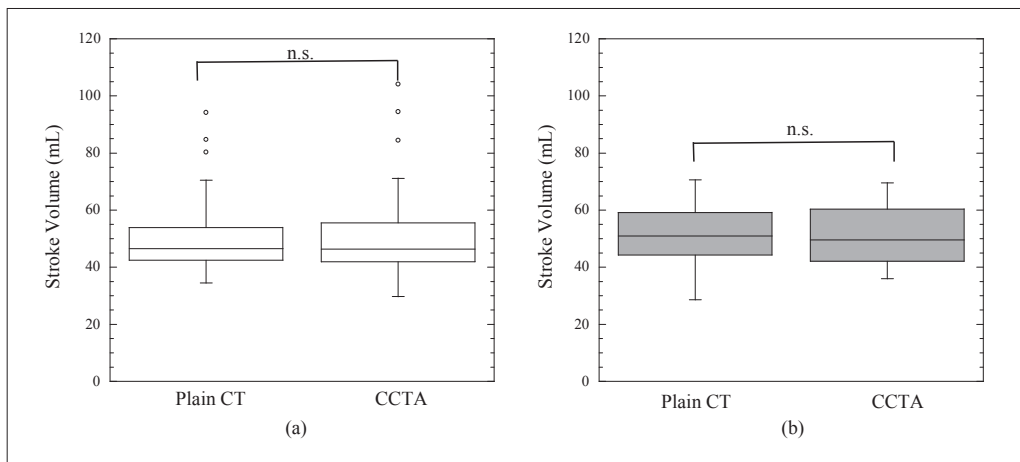 n.s.
Stroke Volume (mL)
120
100
80
60
40
20
0
Plain CT
CCTA
(a)
n.s.
Stroke Volume (mL)
120
100
80
60
40
20
0
Plain CT
CCTA
(b)